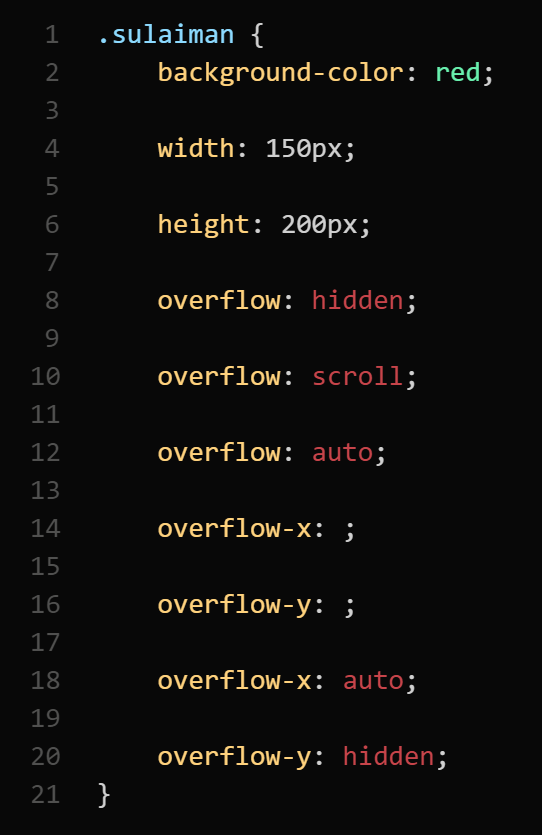 1 .sulaiman {
2 background-color: red;
3
4 width: 150px;
5
6 height: 200px;
7
8 overflow: hidden;
9
10 overflow: scroll;
11
12 overflow: auto;
13
14 overflow-x: ;
15
16 overflow-y: ;
17
18 overflow-x: auto;
19
20 overflow-y: hidden;
21 }